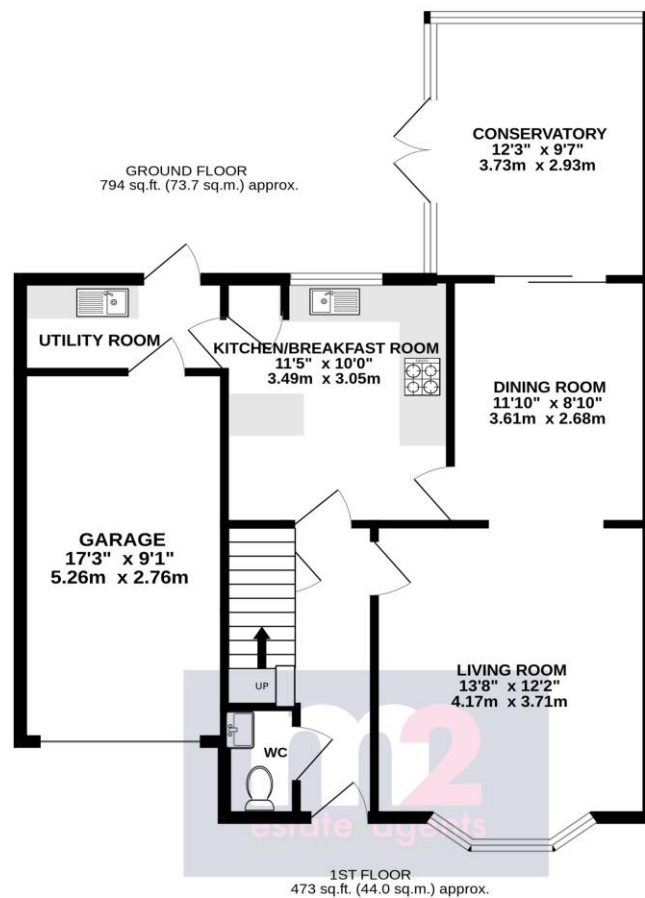 CONSERVATORY
12'3" x 9'7"
3.73m x 2.93m
GROUND FLOOR
794 sq.ft. (73.7 sq.m.) approx.
UTILITY ROOM
KITCHEN/BREAKFAST ROOM
11'5" x 10'0"
3.49m x 3.05m
DINING ROOM
11'10" x 8'10"
3.61m x 2.68m
GARAGE
17'3" x 9'1"
5.26m x 2.76m
LIVING ROOM
13'8" x 12'2"
4.17m x 3.71m
UP
WC
m2
estate agents
1ST FLOOR
473 sq.ft. (44.0 sq.m.) approx.